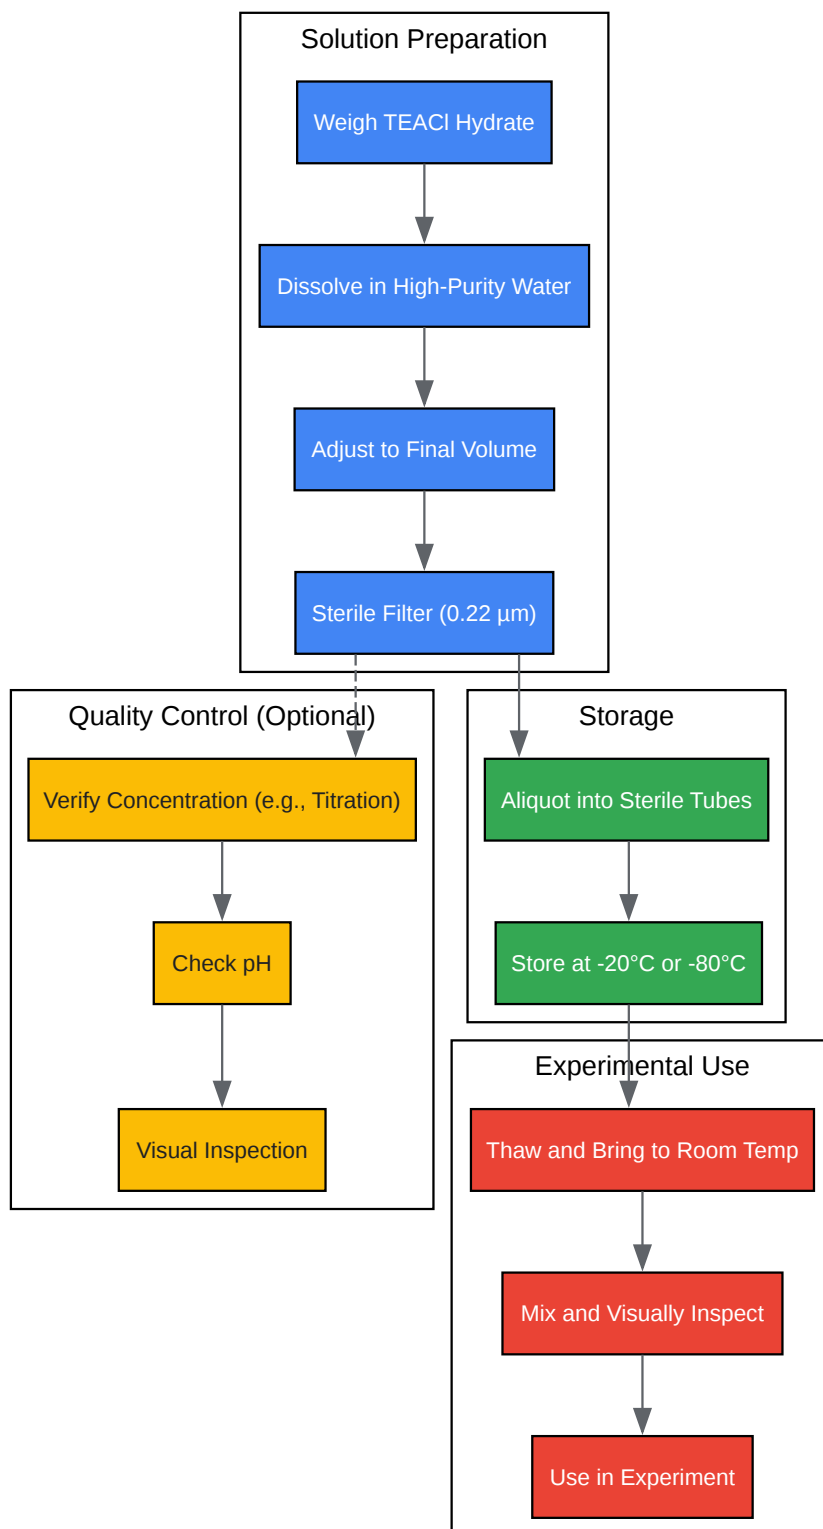 Solution Preparation
Weigh TEACl Hydrate
Dissolve in High-Purity Water
Adjust to Final Volume
Sterile Filter (0.22 µm)
Quality Control (Optional)
Verify Concentration (e.g., Titration)
Check pH
Visual Inspection
Storage
Aliquot into Sterile Tubes
Store at -20°C or -80°C
Experimental Use
Thaw and Bring to Room Temp
Mix and Visually Inspect
Use in Experiment